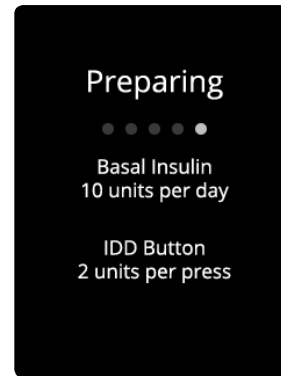 Preparing
Basal Insulin
10 units per day
IDD Button
2 units per press